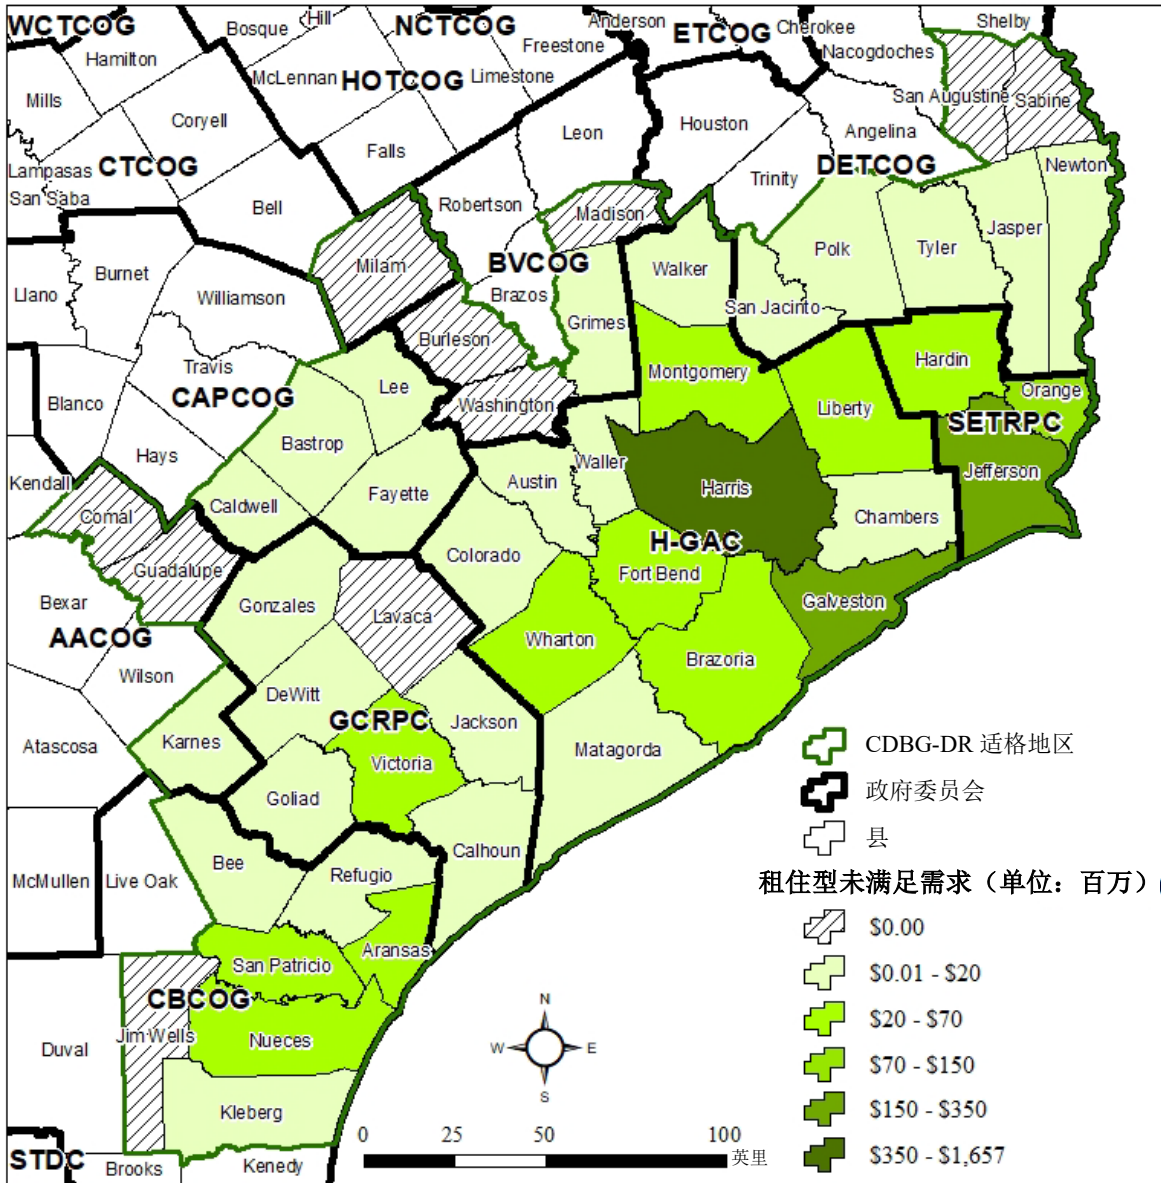 WCTCOG
Hamilton
Bosque
Hill
NCTCOG
Anderson
Freestone
ETCOG
Cherokee
Nacogdoches
Shelby
McLennan
HOTCOG
Limestone
Mills
Coryell
Falls
Leon
Houston
Angelina
San Augustine
Sabine
Lampasas
CTCOG
San Saba
Bell
Robertson
Madison
Trinity
DETCOG
Newton
Burnet
Milam
BVCOG
Walker
Polk
Tyler
Jasper
Llano
Williamson
Brazos
Grimes
San Jacinto
Travis
Burleson
Montgomery
Hardin
Blanco
CAPCOG
Lee
Washington
Liberty
Orange
SETRPC
Hays
Bastrop
Waller
Jefferson
Kendall
Caldwell
Fayette
Austin
Harris
Chambers
Comal
Guadalupe
Colorado
H-GAC
Fort Bend
Bexar
Gonzales
Lavaca
Galveston
AACOG
Wharton
Brazoria
Wilson
DeWitt
GCRPC
Jackson
Atascosa
Karnes
Victoria
Matagorda
Goliad
McMullen
Live Oak
Bee
Refugio
Calhoun
Aransas
San Patricio
CBCOG
Jim Wells
Nueces
Duval
Kleberg
STDC
Brooks
Kenedy
N
W
E
S
0
25
50
100
英里
CDBG-DR 适格地区
政府委员会
县
租住型未满足需求（单位：百万）
$0.00
$0.01 - $20
$20 - $70
$70 - $150
$150 - $350
$350 - $1,657